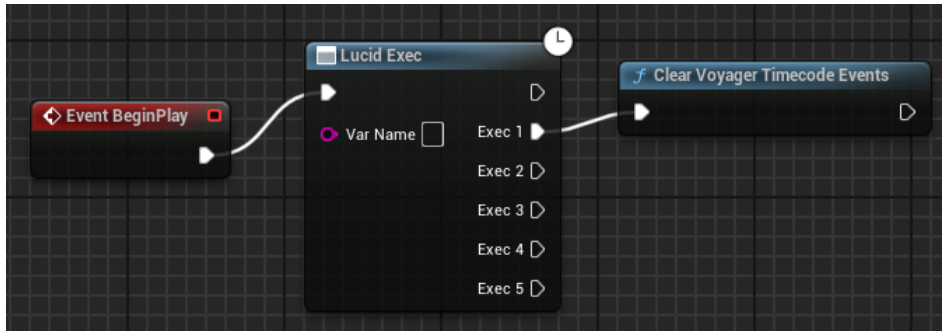 Event BeginPlay
Lucid Exec
Var Name
Exec 1
Exec 2
Exec 3
Exec 4
Exec 5
f Clear Voyager Timecode Events